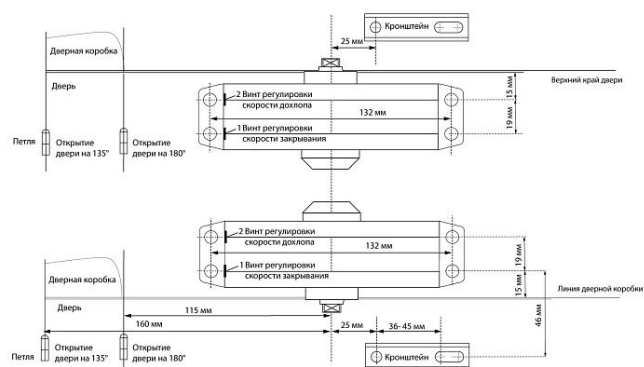 Кронштейн
25 мм
Дверная коробка
Дверь
Верхний край двери
15 мм
2 Винт регулировки
скорости дохлопа
132 мм
19 мм
1 Винт регулировки
скорости закрывания
Петля
Открытие
двери на 135°
Открытие
двери на 180°
2 Винт регулировки
скорости дохлопа
132 мм
19 мм
Дверная коробка
1 Винт регулировки
скорости закрывания
15 мм
Линия дверной коробки
Дверь
115 мм
46 мм
160 мм
25 мм
36-45 мм
Петля
Открытие
двери на 135°
Открытие
двери на 180°
Кронштейн